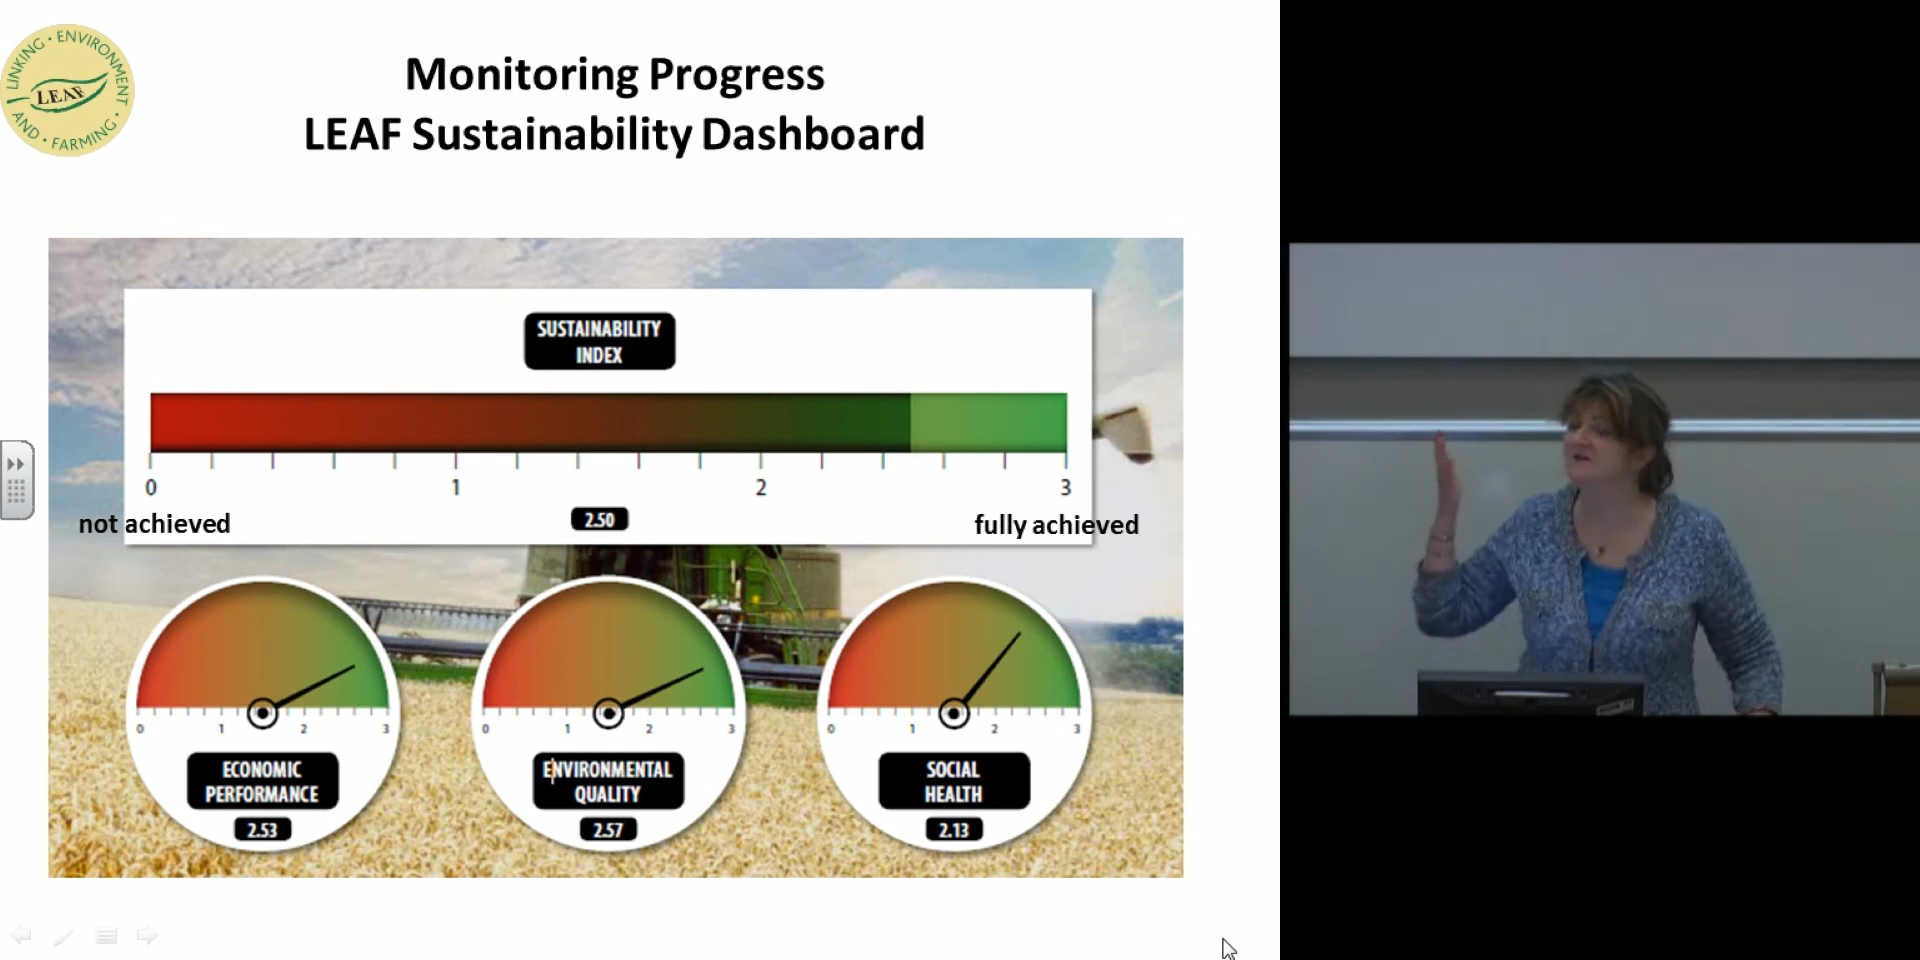 LINKING · ENVIRONMENT
LEAF
AND · FARMING ·
Monitoring Progress
LEAF Sustainability Dashboard
SUSTAINABILITY
INDEX
0 1 2 3
not achieved 2.50 fully achieved
0 1 2 3
ECONOMIC
PERFORMANCE
2.53
0 1 2 3
ENVIRONMENTAL
QUALITY
2.57
0 1 2 3
SOCIAL
HEALTH
2.13